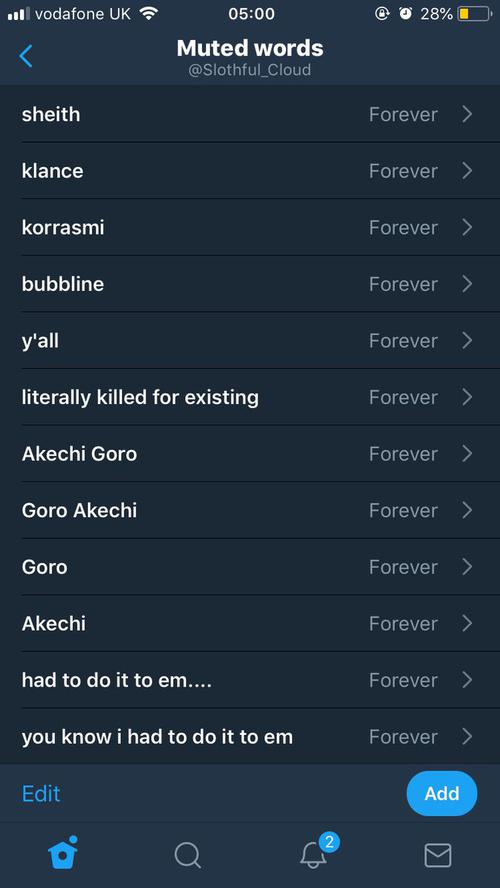 vodafone UK 05:00 28%
Muted words
@Slothful_Cloud
sheith Forever
klance Forever
korrasmi Forever
bubbline Forever
y'all Forever
literally killed for existing Forever
Akechi Goro Forever
Goro Akechi Forever
Goro Forever
Akechi Forever
had to do it to em.... Forever
you know i had to do it to em Forever
Edit Add
2